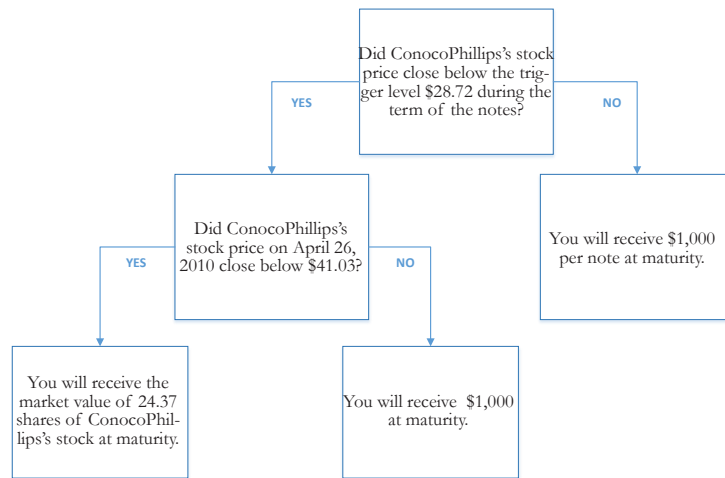 Did ConocoPhillips's stock
price close below the trig-
ger level $28.72 during the
term of the notes?
YES
NO
Did ConocoPhillips's
stock price on April 26,
2010 close below $41.03?
You will receive $1,000
per note at maturity.
YES
NO
You will receive the
market value of 24.37
shares of ConocoPhil-
lips's stock at maturity.
You will receive $1,000
at maturity.